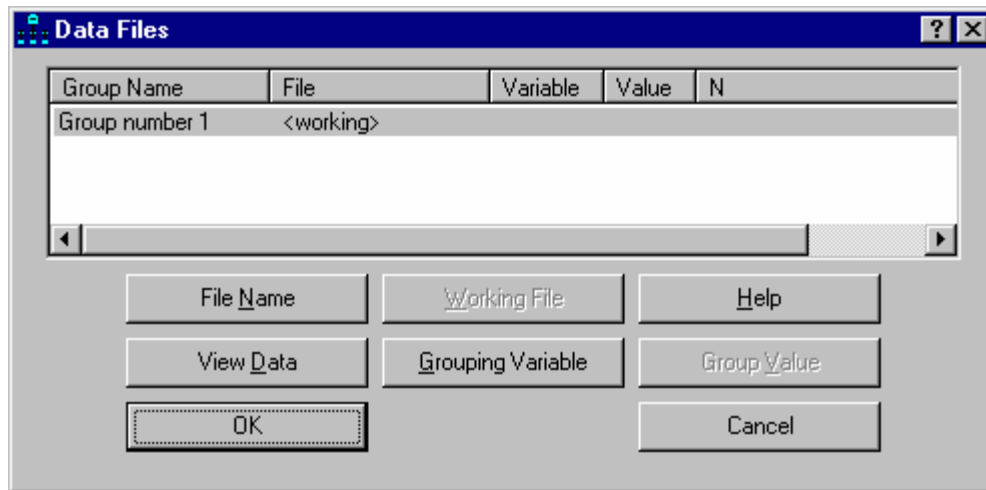 Data Files
Group Name File Variable Value N
Group number 1 <working>
File Name Working File Help
View Data Grouping Variable Group Value
OK Cancel